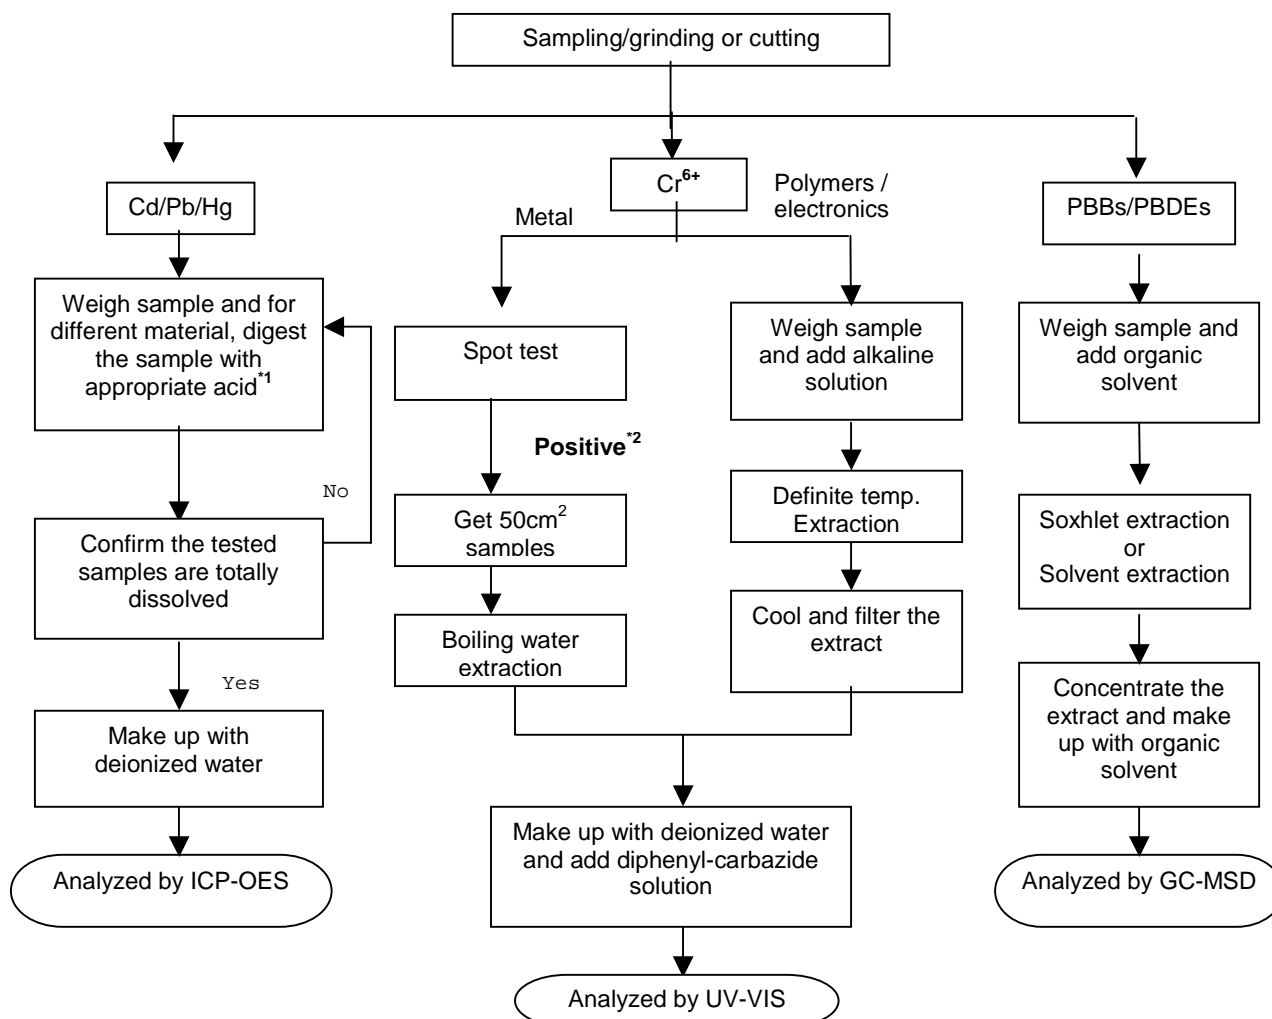 Sampling/grinding or cutting
Cd/Pb/Hg
Weigh sample and for
different material, digest
the sample with
appropriate acid*1
No
Confirm the tested
samples are totally
dissolved
Yes
Make up with
deionized water
Analyzed by ICP-OES
Cr6+
Metal
Polymers /
electronics
Spot test
Positive*2
Get 50cm2
samples
Boiling water
extraction
Weigh sample
and add alkaline
solution
Definite temp.
Extraction
Cool and filter the
extract
Make up with deionized water
and add diphenyl-carbazide
solution
Analyzed by UV-VIS
PBBs/PBDEs
Weigh sample and
add organic
solvent
Soxhlet extraction
or
Solvent extraction
Concentrate the
extract and make
up with organic
solvent
Analyzed by GC-MSD